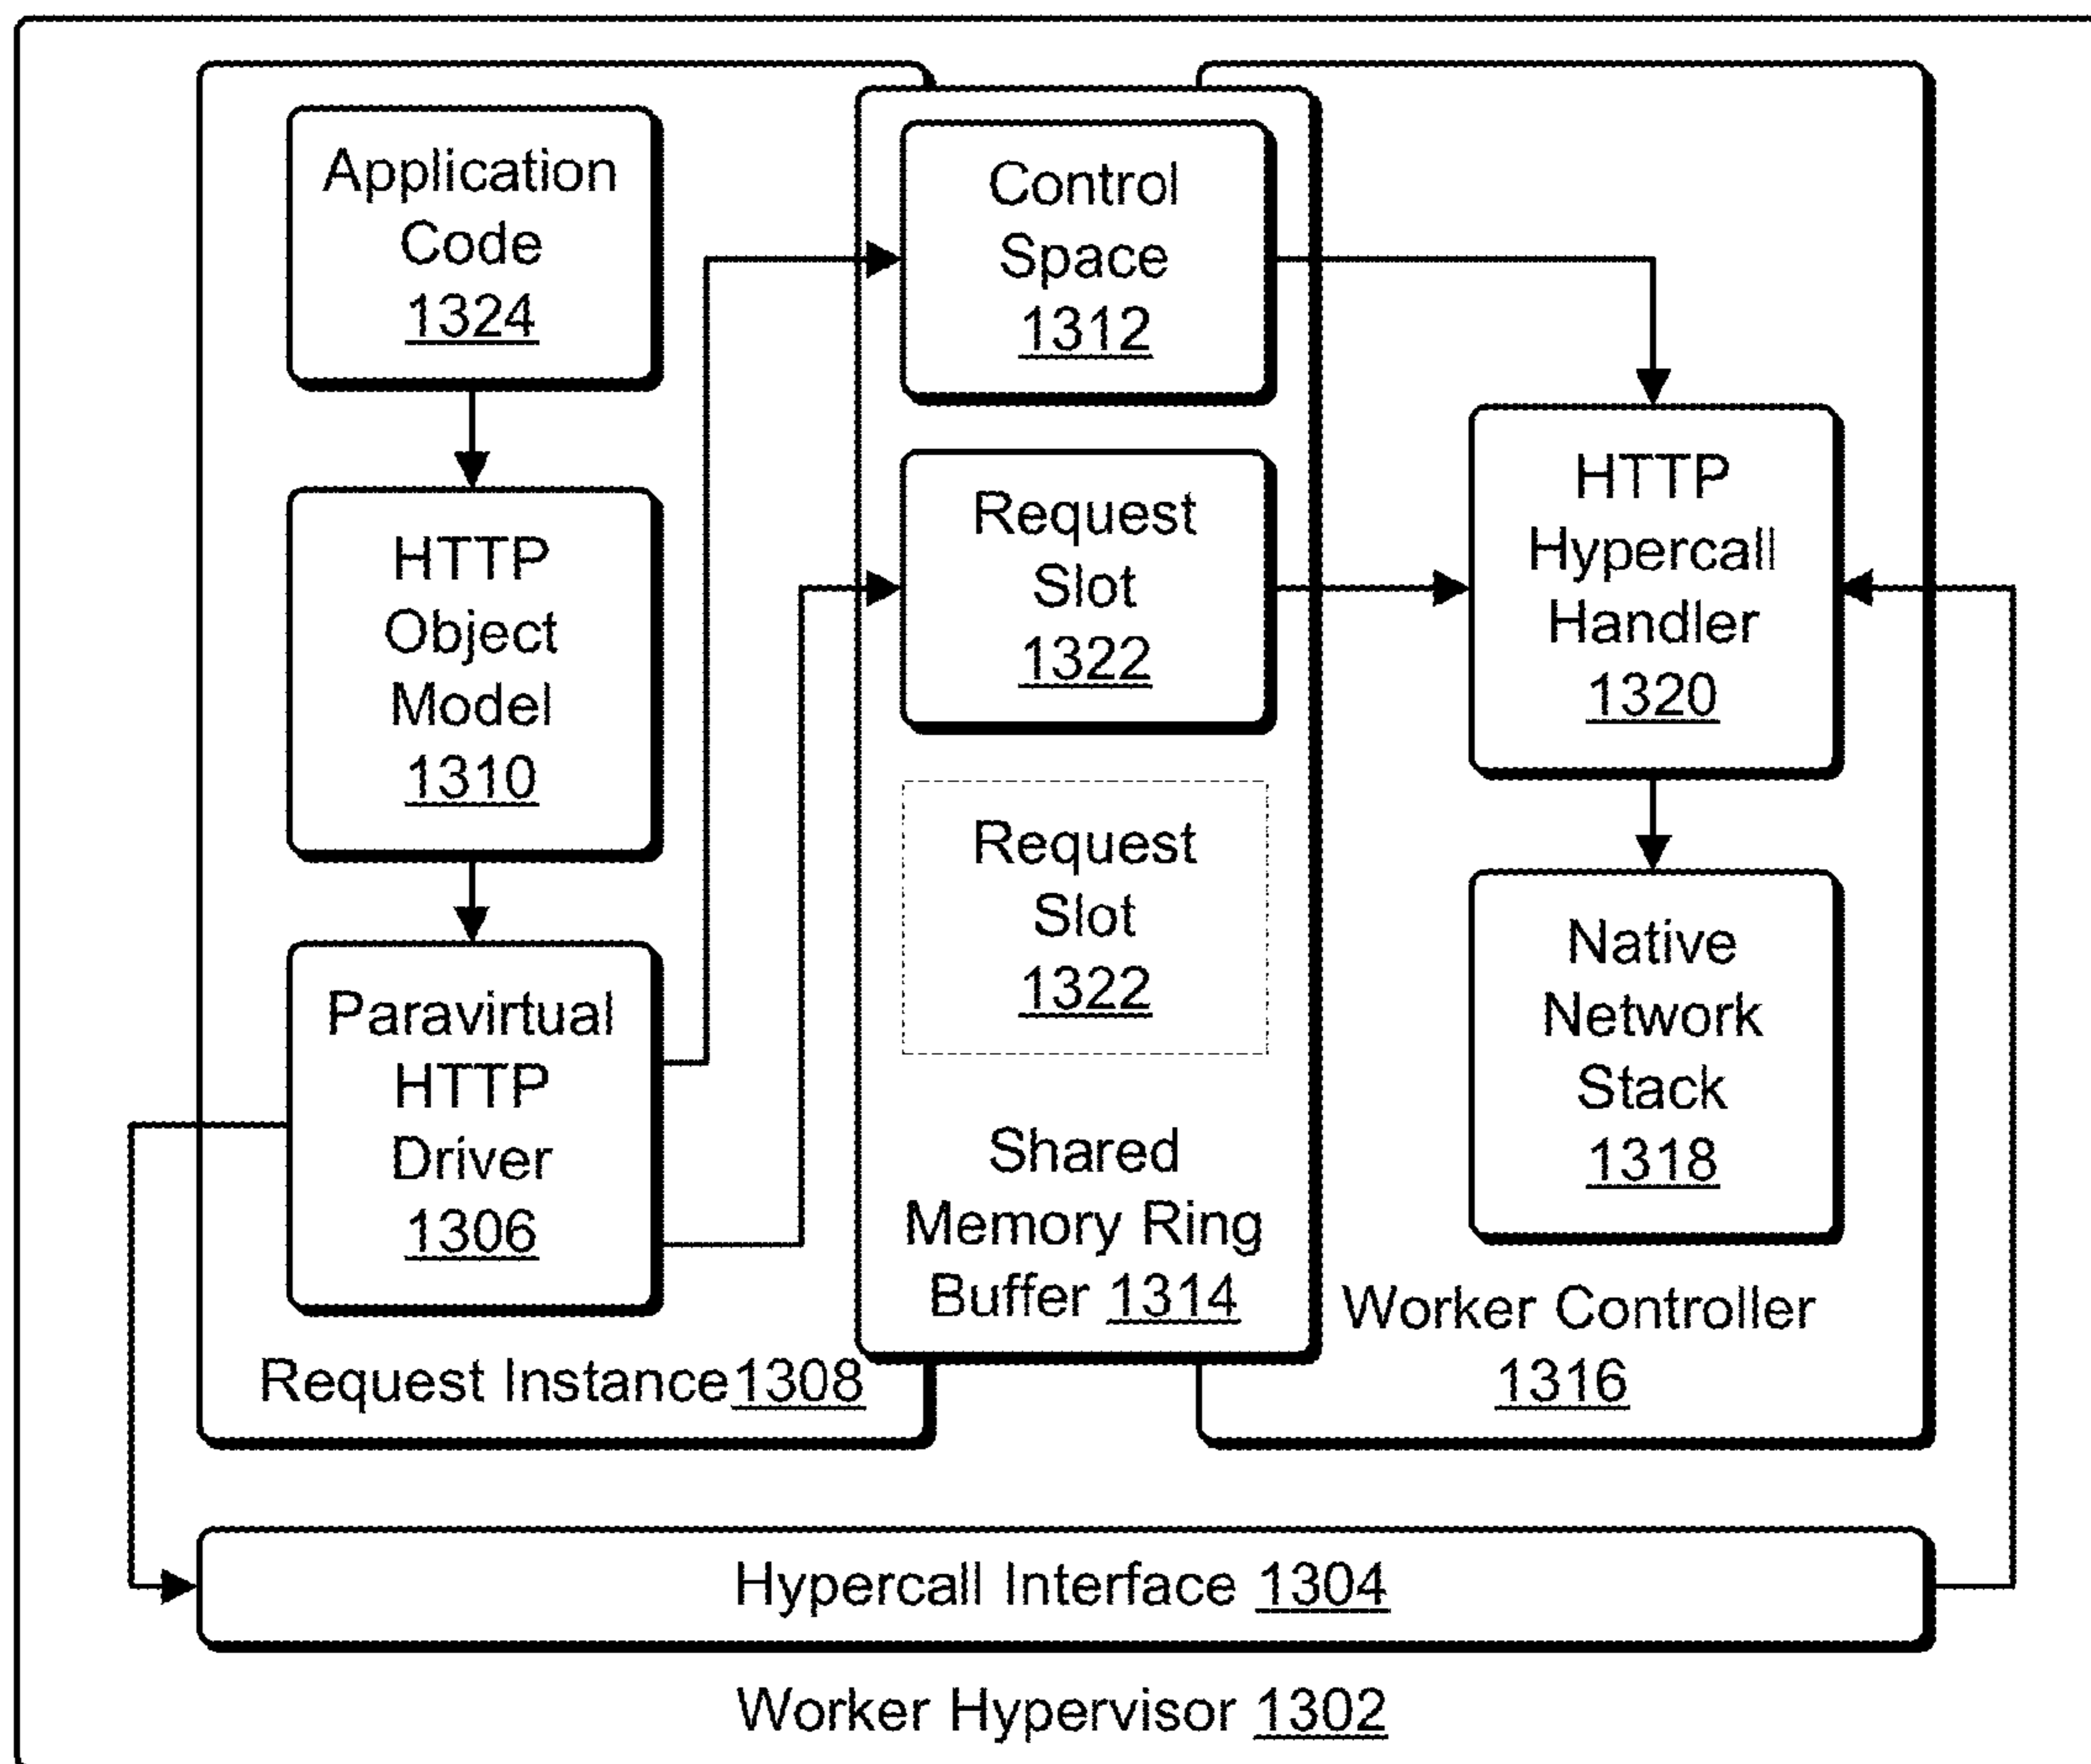 Application
Code
1324
HTTP
Object
Model
1310
Paravirtual
HTTP
Driver
1306
Request Instance1308
Control
Space
1312
Request
Slot
1322
Request
Slot
1322
Shared
Memory Ring
Buffer 1314
HTTP
Hypercall
Handler
1320
Native
Network
Stack
1318
Worker Controller
1316
Hypercall Interface 1304
Worker Hypervisor 1302